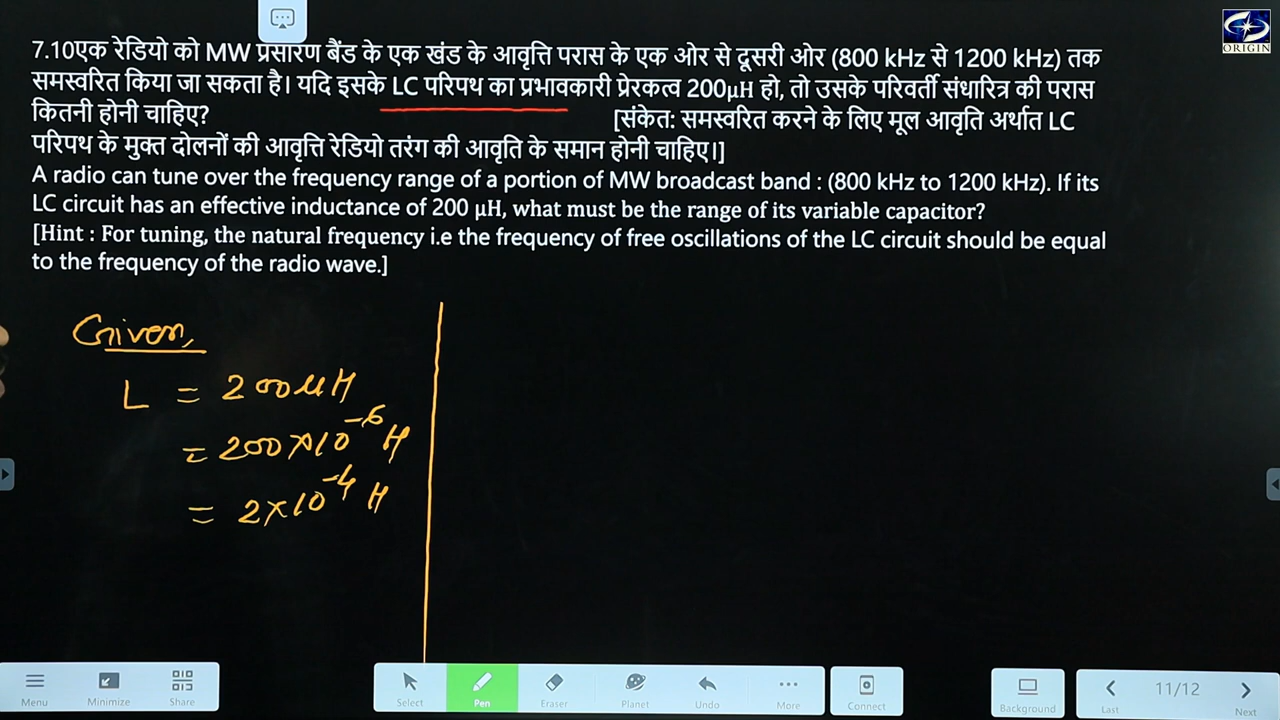 ORIGIN
7.10एक रेडियो को MW प्रसारण बैंड के एक खंड के आवृत्ति परास के एक ओर से दूसरी ओर (800 kHz से 1200 kHz) तक
समस्वरित किया जा सकता है। यदि इसके LC परिपथ का प्रभावकारी प्रेरकत्व 200μH हो, तो उसके परिवर्ती संधारित्र की परास
कितनी होनी चाहिए? [संकेत: समस्वरित करने के लिए मूल आवृति अर्थात LC
परिपथ के मुक्त दोलनों की आवृत्ति रेडियो तरंग की आवृति के समान होनी चाहिए।]
A radio can tune over the frequency range of a portion of MW broadcast band : (800 kHz to 1200 kHz). If its
LC circuit has an effective inductance of 200 μH, what must be the range of its variable capacitor?
[Hint : For tuning, the natural frequency i.e the frequency of free oscillations of the LC circuit should be equal
to the frequency of the radio wave.]
Given,
L = 200μH
= 200×10⁻⁶ H
= 2×10⁻⁴ H
Menu Minimize Share Select Pen Eraser Planet Undo More Connect Background Last 11/12 Next